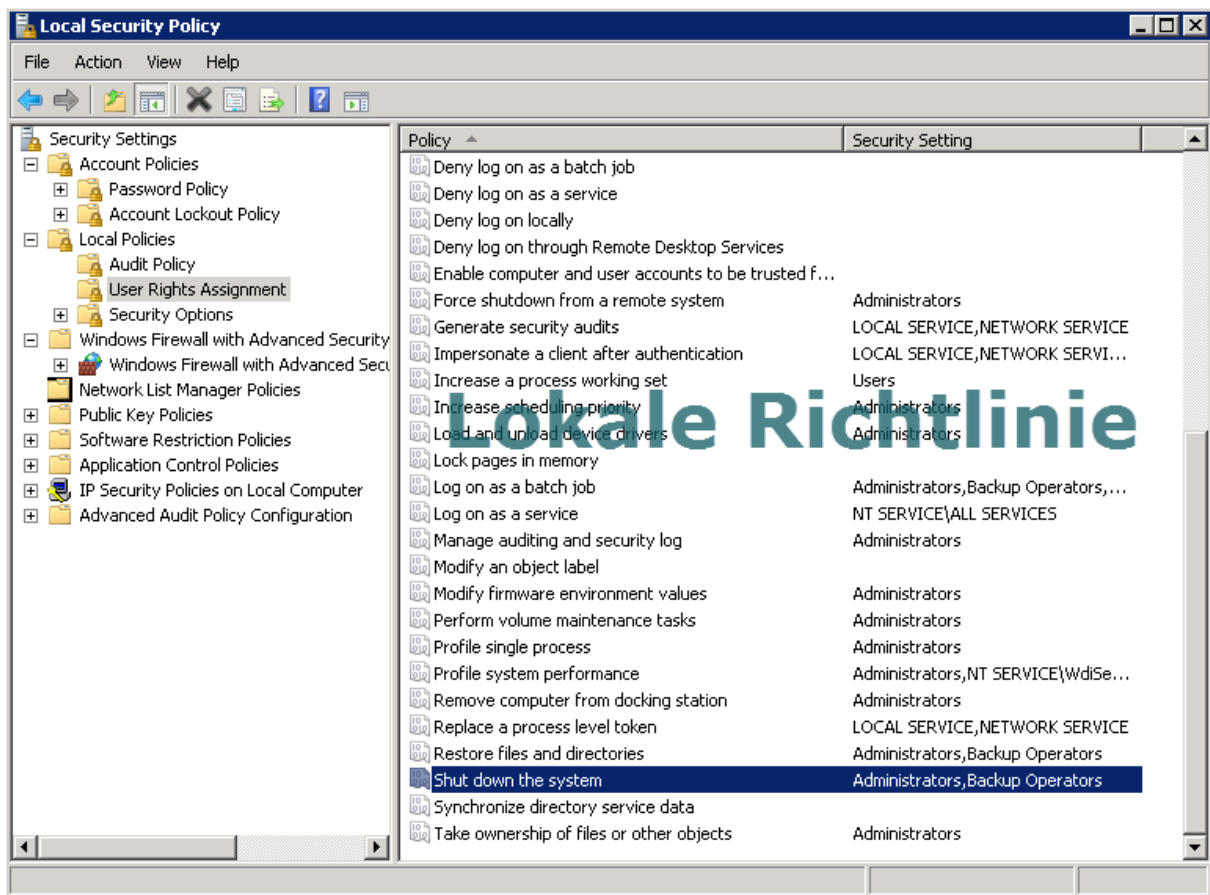 Local Security Policy
File Action View Help
Security Settings
Account Policies
Password Policy
Account Lockout Policy
Local Policies
Audit Policy
User Rights Assignment
Security Options
Windows Firewall with Advanced Security
Windows Firewall with Advanced Secu
Network List Manager Policies
Public Key Policies
Software Restriction Policies
Application Control Policies
IP Security Policies on Local Computer
Advanced Audit Policy Configuration
Policy Security Setting
Deny log on as a batch job
Deny log on as a service
Deny log on locally
Deny log on through Remote Desktop Services
Enable computer and user accounts to be trusted f...
Force shutdown from a remote system Administrators
Generate security audits LOCAL SERVICE,NETWORK SERVICE
Impersonate a client after authentication LOCAL SERVICE,NETWORK SERVI...
Increase a process working set Users
Increase scheduling priority Administrators
Load and unload device drivers Administrators
Lokale Richtlinie
Lock pages in memory
Log on as a batch job Administrators,Backup Operators,...
Log on as a service NT SERVICE\ALL SERVICES
Manage auditing and security log Administrators
Modify an object label
Modify firmware environment values Administrators
Perform volume maintenance tasks Administrators
Profile single process Administrators
Profile system performance Administrators,NT SERVICE\WdiSe...
Remove computer from docking station Administrators
Replace a process level token LOCAL SERVICE,NETWORK SERVICE
Restore files and directories Administrators,Backup Operators
Shut down the system Administrators,Backup Operators
Synchronize directory service data
Take ownership of files or other objects Administrators